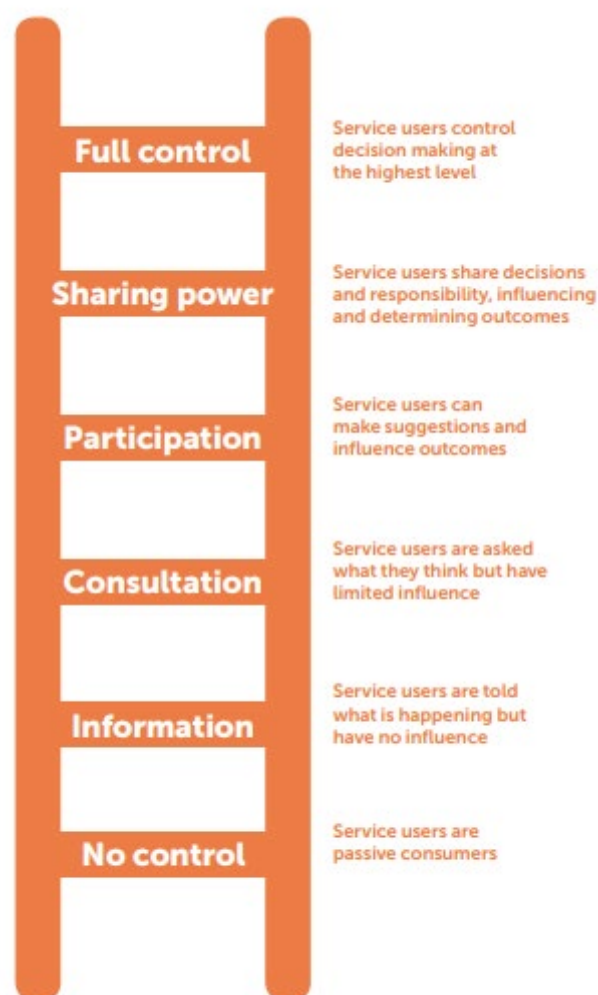 Full control
Service users control
decision making at
the highest level
Sharing power
Service users share decisions
and responsibility, influencing
and determining outcomes
Participation
Service users can
make suggestions and
influence outcomes
Consultation
Service users are asked
what they think but have
limited influence
Information
Service users are told
what is happening but
have no influence
No control
Service users are
passive consumers